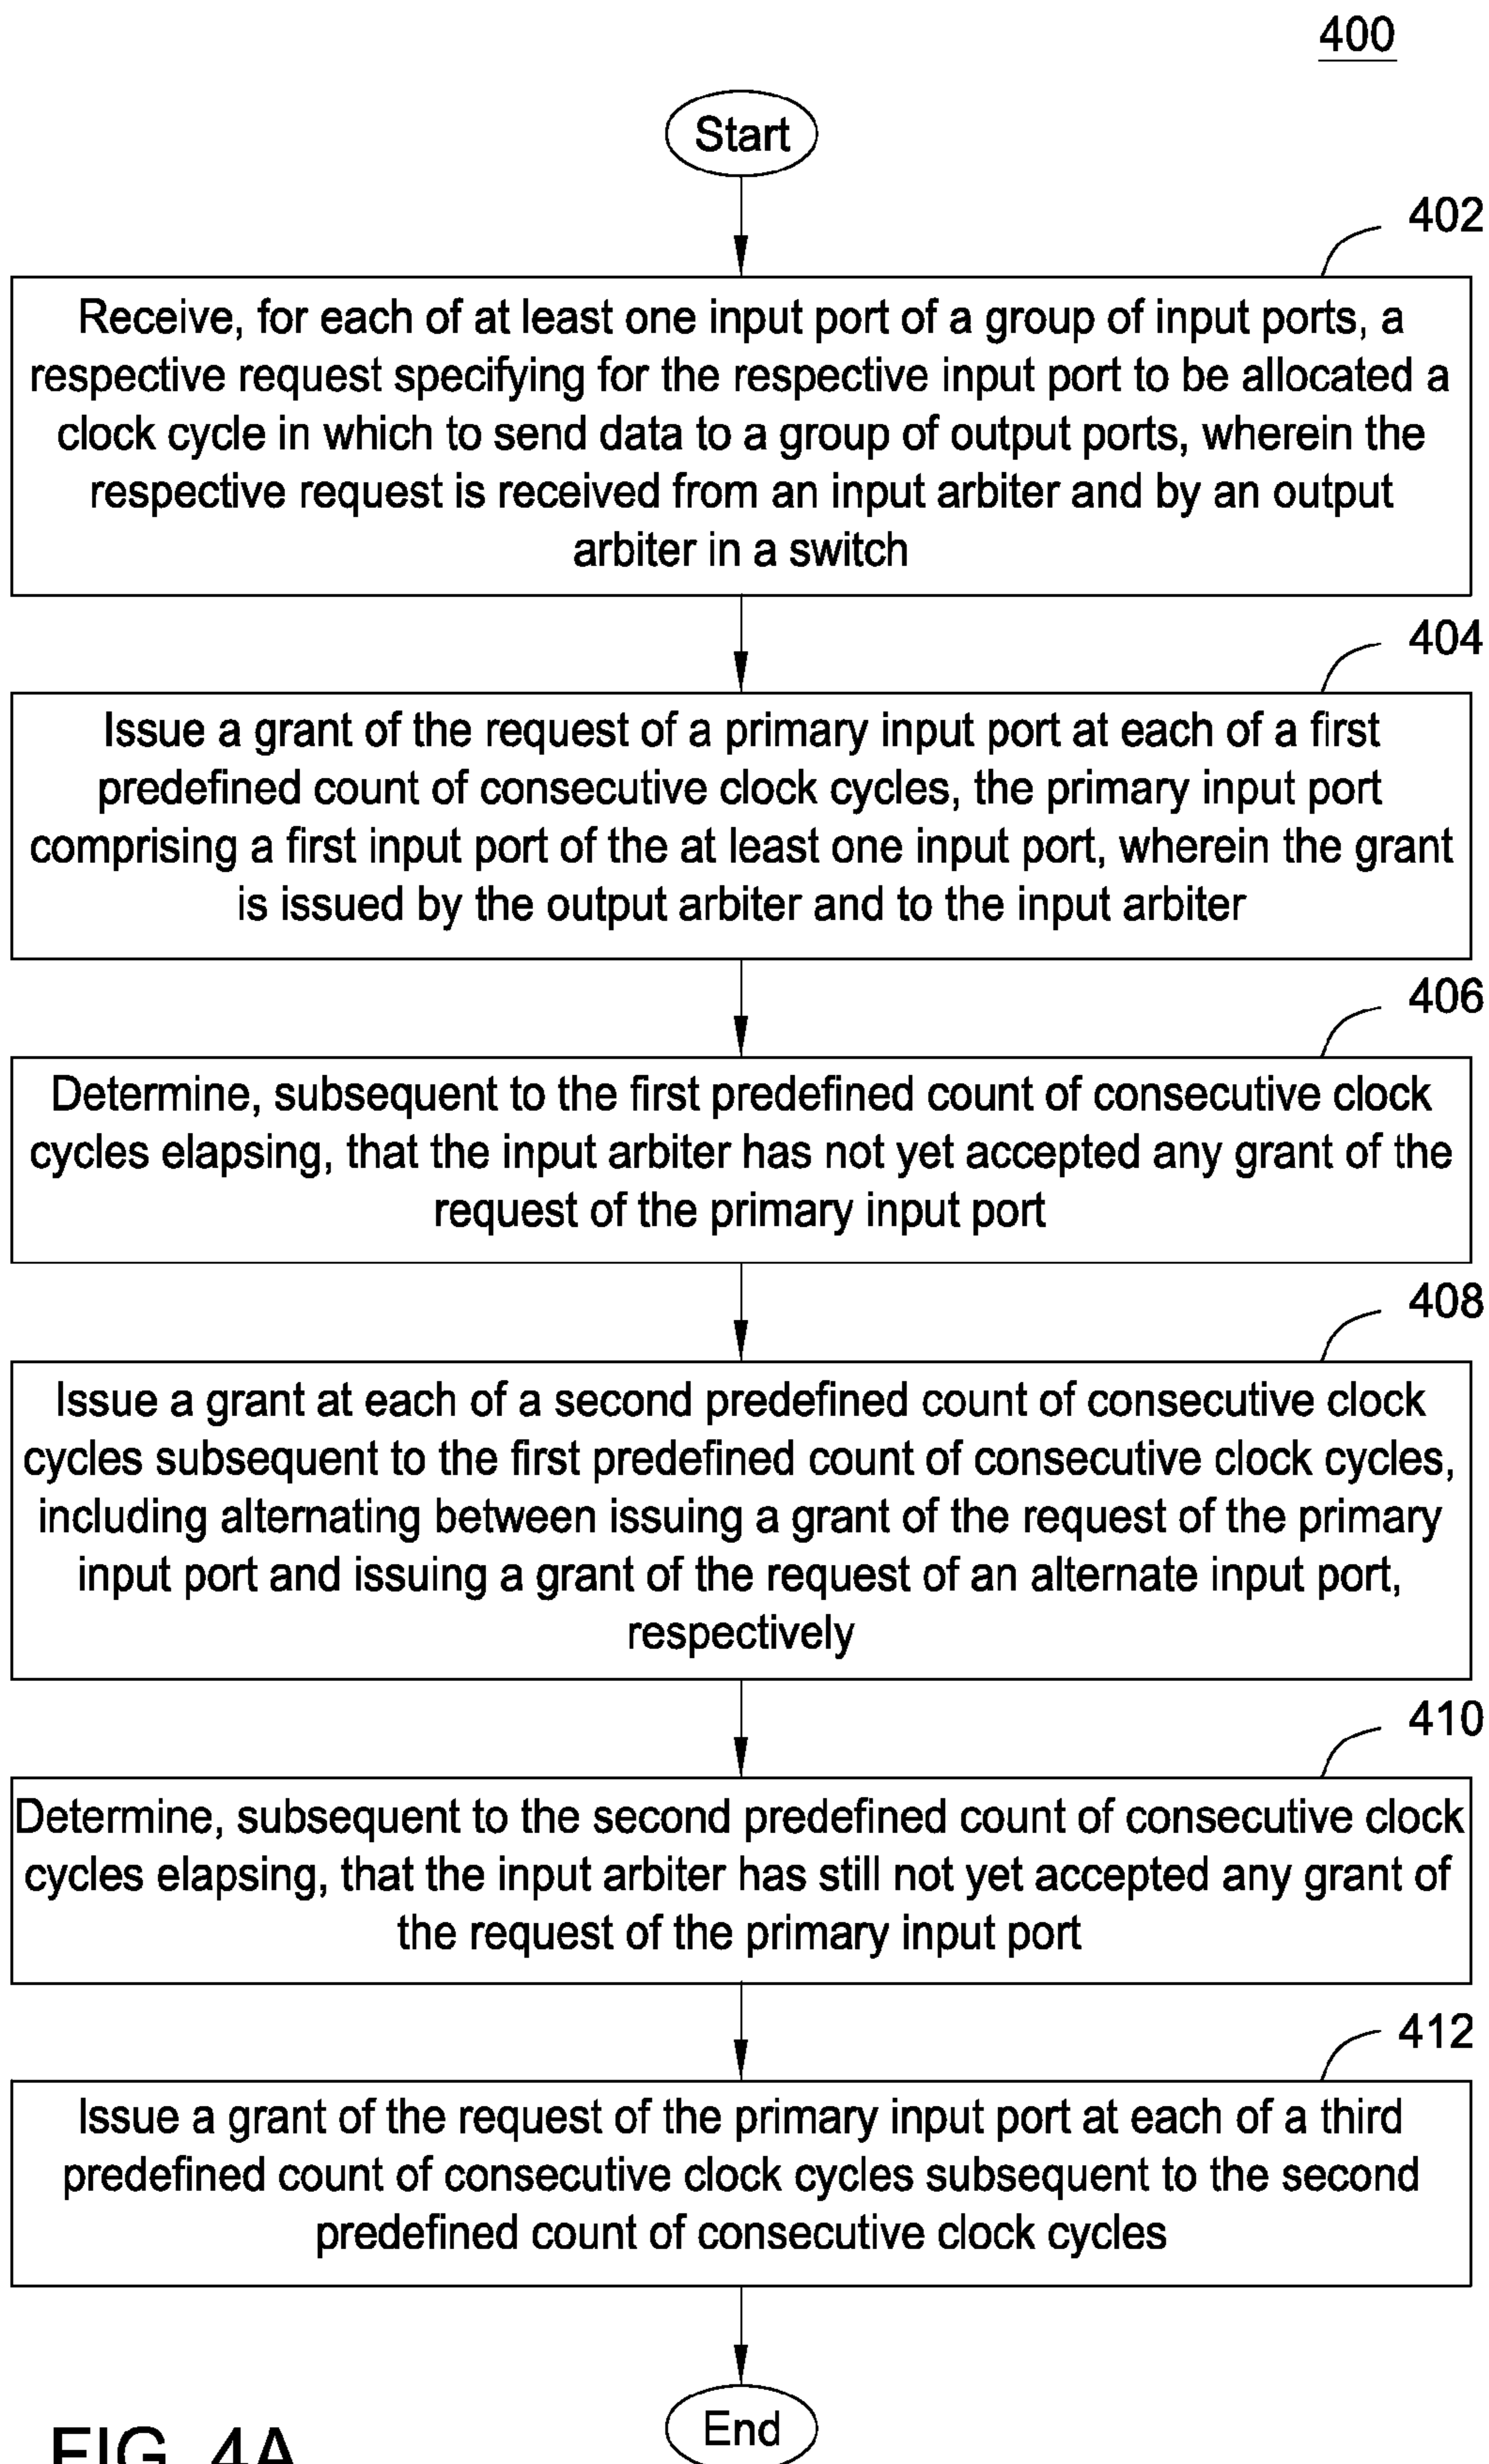 400
Start
402
Receive, for each of at least one input port of a group of input ports, a
respective request specifying for the respective input port to be allocated a
clock cycle in which to send data to a group of output ports, wherein the
respective request is received from an input arbiter and by an output
arbiter in a switch
404
Issue a grant of the request of a primary input port at each of a first
predefined count of consecutive clock cycles, the primary input port
comprising a first input port of the at least one input port, wherein the grant
is issued by the output arbiter and to the input arbiter
406
Determine, subsequent to the first predefined count of consecutive clock
cycles elapsing, that the input arbiter has not yet accepted any grant of the
request of the primary input port
408
Issue a grant at each of a second predefined count of consecutive clock
cycles subsequent to the first predefined count of consecutive clock cycles,
including alternating between issuing a grant of the request of the primary
input port and issuing a grant of the request of an alternate input port,
respectively
410
Determine, subsequent to the second predefined count of consecutive clock
cycles elapsing, that the input arbiter has still not yet accepted any grant of
the request of the primary input port
412
Issue a grant of the request of the primary input port at each of a third
predefined count of consecutive clock cycles subsequent to the second
predefined count of consecutive clock cycles
End
FIG. 4A